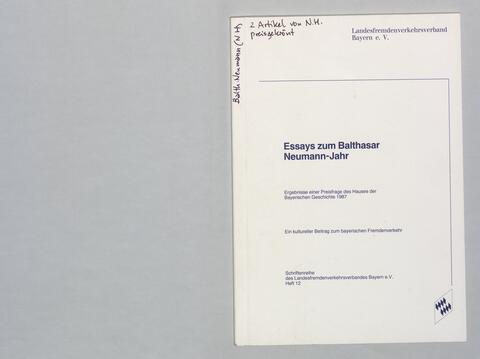 Balth. Neumann (N H)
2 Artikel von N.H.
preisgekrönt
Landesfremdenverkehrsverband
Bayern e. V.
Essays zum Balthasar
Neumann-Jahr
Ergebnisse einer Preisfrage des Hauses der
Bayerischen Geschichte 1987
Ein kultureller Beitrag zum bayerischen Fremdenverkehr
Schriftenreihe
des Landesfremdenverkehrsverbandes Bayern e.V.
Heft 12